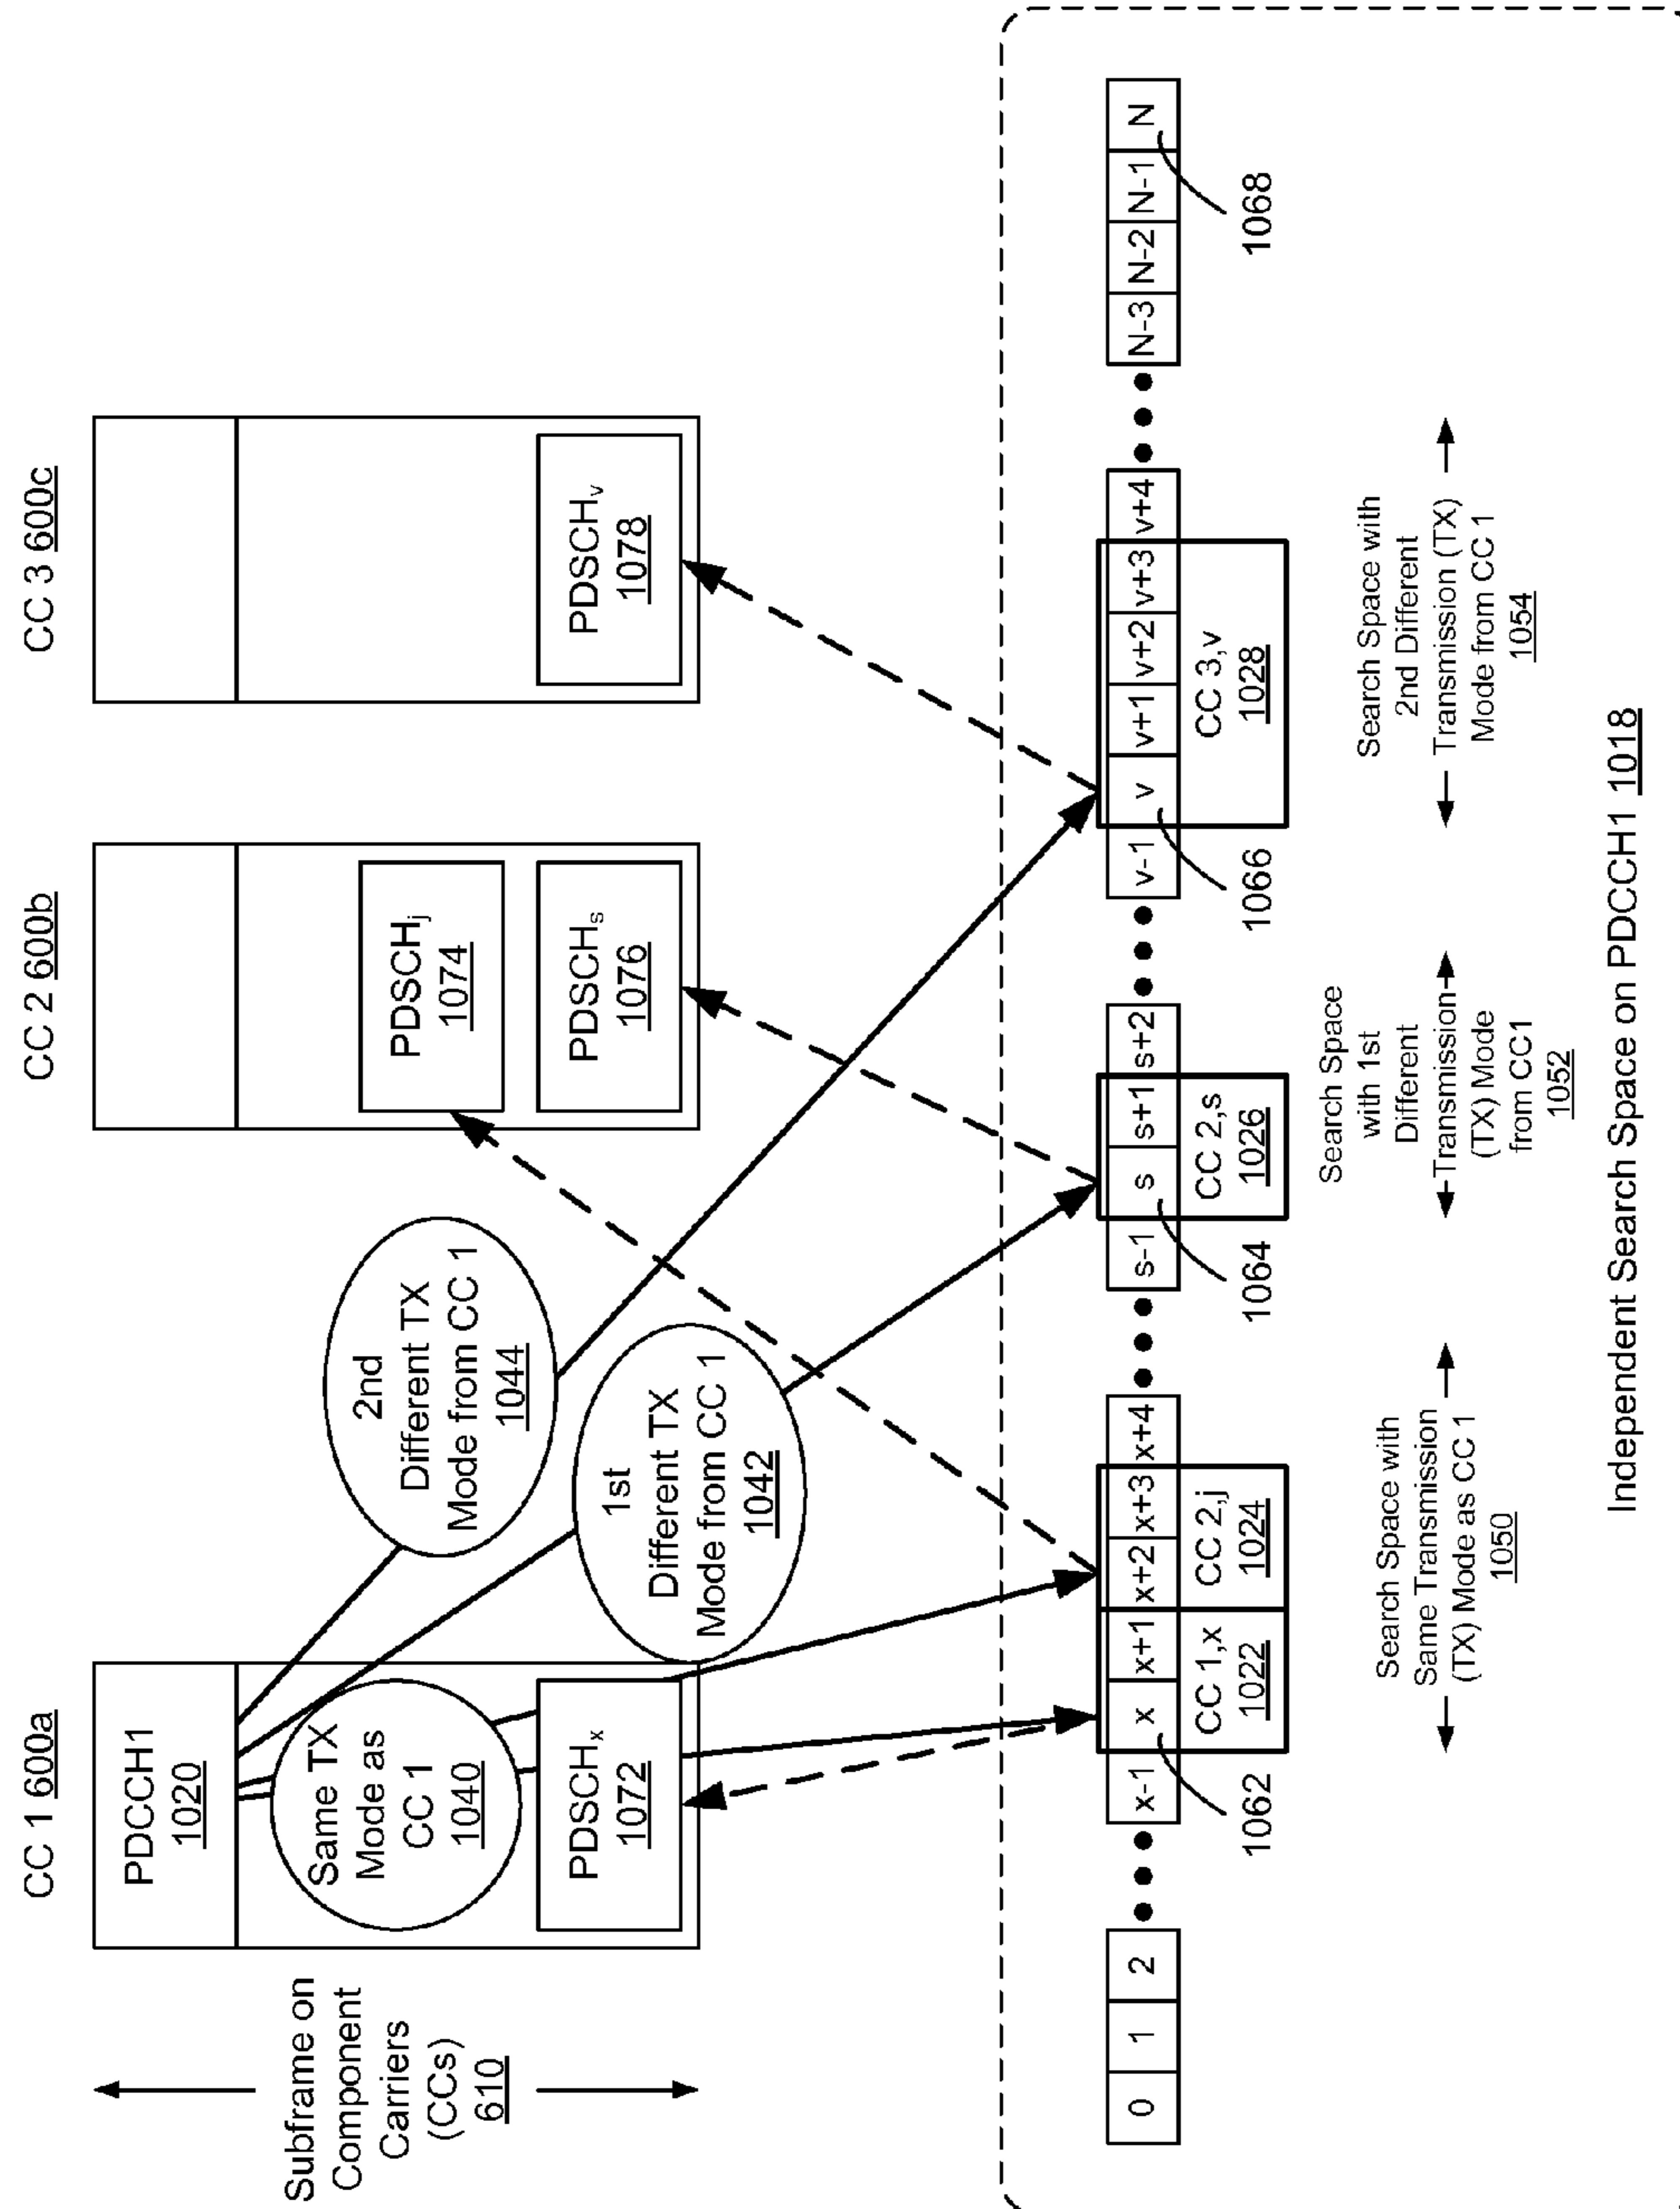 CC 1 600a
CC 2 600b
CC 3 600c
Subframe on
Component
Carriers
(CCs)
610
PDCCH1
1020
Same TX
Mode as
CC 1
1040
PDSCHx
1072
2nd
Different TX
Mode from CC 1
1044
1st
Different TX
Mode from CC 1
1042
PDSCHj
1074
PDSCHs
1076
PDSCHv
1078
0 1 2 x-1 x x+1 x+2 x+3 x+4 s-1 s s+1 s+2 v-1 v v+1 v+2 v+3 v+4 N-3 N-2 N-1 N
CC 1,x
1022
CC 2,j
1024
CC 2,s
1026
CC 3,v
1028
1062
1064
1066
1068
Search Space with
Same Transmission
(TX) Mode as CC 1
1050
Search Space
with 1st
Different
Transmission
(TX) Mode
from CC1
1052
Search Space with
2nd Different
Transmission (TX)
Mode from CC 1
1054
Independent Search Space on PDCCH1 1018